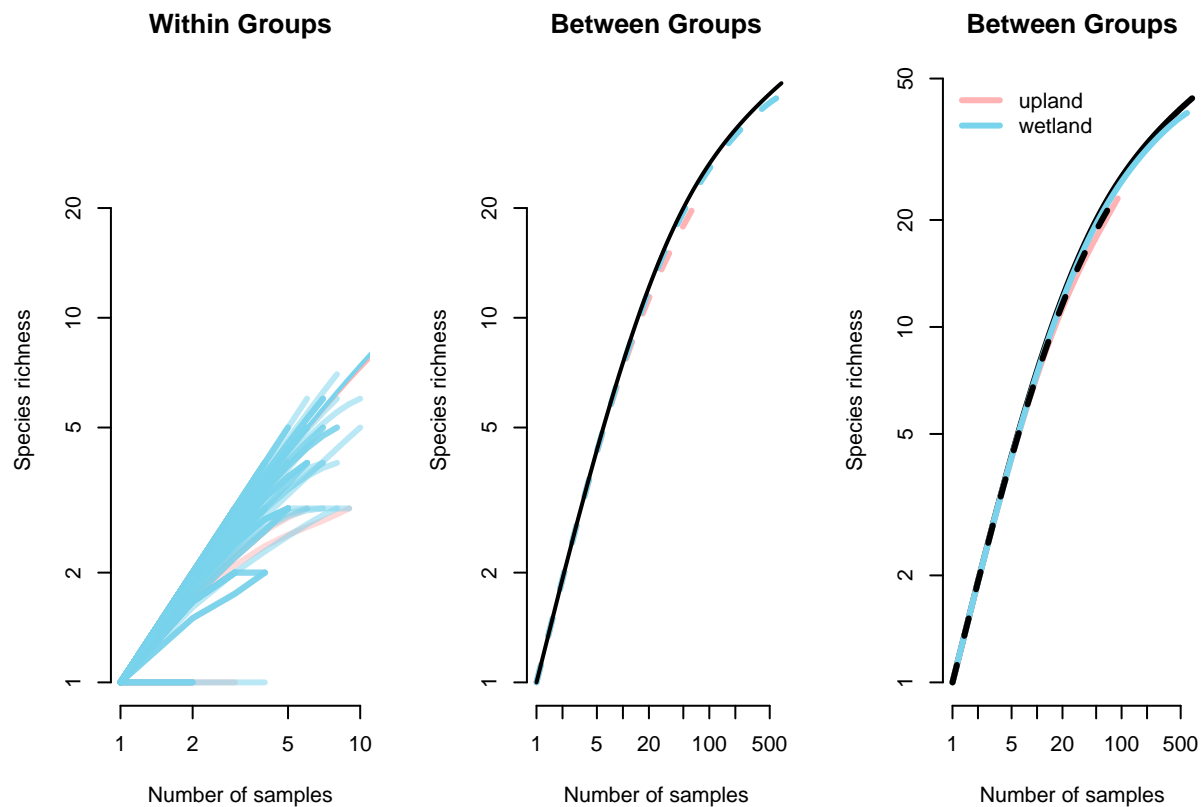 Within Groups
Species richness
20
10
5
2
1
1 2 5 10
Number of samples
Between Groups
Species richness
20
10
5
2
1
1 5 20 100 500
Number of samples
Between Groups
upland
wetland
Species richness
50
20
10
5
2
1
1 5 20 100 500
Number of samples